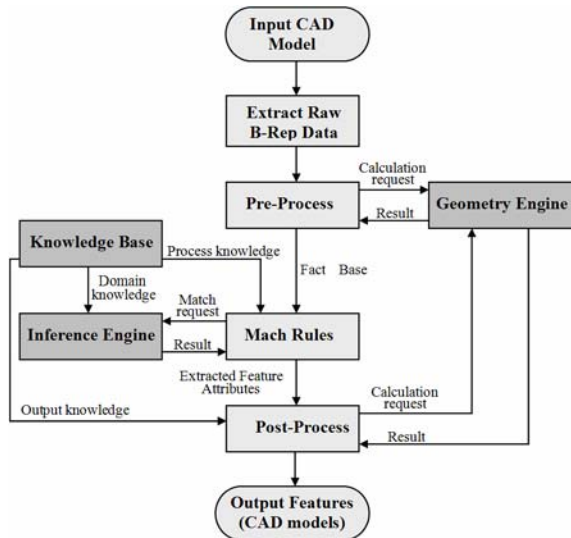 Input CAD
Model
Extract Raw
B-Rep Data
Calculation
request
Pre-Process
Geometry Engine
Result
Knowledge Base
Process knowledge
Fact Base
Domain
knowledge
Match
request
Inference Engine
Mach Rules
Result
Extracted Feature
Attributes
Calculation
request
Output knowledge
Post-Process
Result
Output Features
(CAD models)